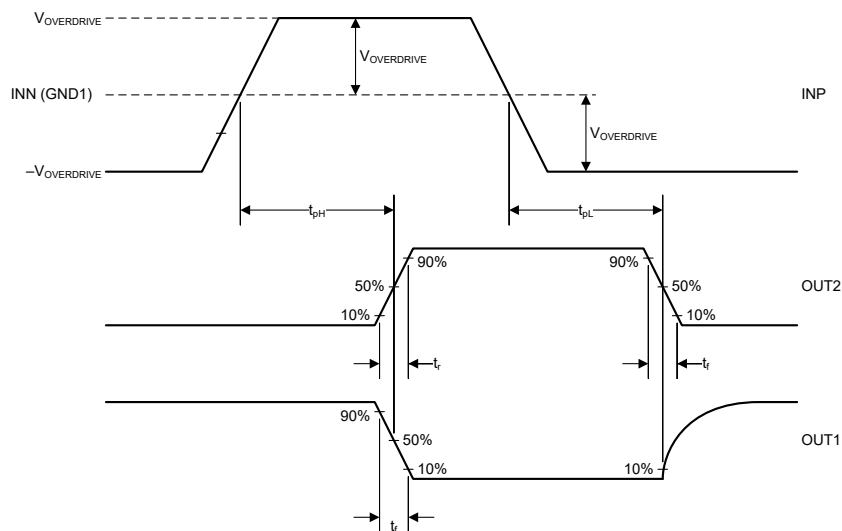 VOVERDRIVE
VOVERDRIVE
INN (GND1)
INP
VOVERDRIVE
–VOVERDRIVE
tpH
tpL
90%
90%
50%
50%
OUT2
10%
10%
tr
tf
90%
50%
OUT1
10%
10%
tf